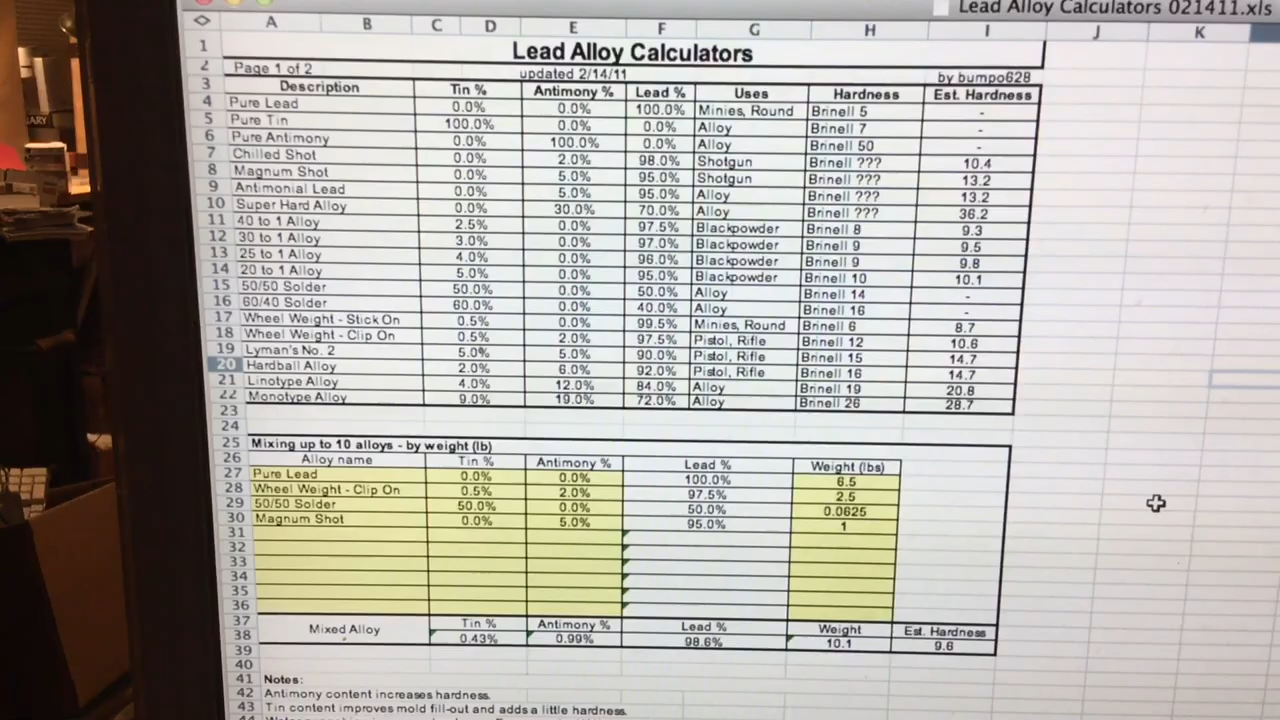 Lead Alloy Calculators 021411.xls
A B C D E F G H I J K
1 Lead Alloy Calculators
2 Page 1 of 2 updated 2/14/11 by bumpo628
3 Description Tin % Antimony % Lead % Uses Hardness Est. Hardness
4 Pure Lead 0.0% 0.0% 100.0% Minies, Round Brinell 5 -
5 Pure Tin 100.0% 0.0% 0.0% Alloy Brinell 7 -
6 Pure Antimony 0.0% 100.0% 0.0% Alloy Brinell 50 -
7 Chilled Shot 0.0% 2.0% 98.0% Shotgun Brinell ??? 10.4
8 Magnum Shot 0.0% 5.0% 95.0% Shotgun Brinell ??? 13.2
9 Antimonial Lead 0.0% 5.0% 95.0% Alloy Brinell ??? 13.2
10 Super Hard Alloy 0.0% 30.0% 70.0% Alloy Brinell ??? 36.2
11 40 to 1 Alloy 2.5% 0.0% 97.5% Blackpowder Brinell 8 9.3
12 30 to 1 Alloy 3.0% 0.0% 97.0% Blackpowder Brinell 9 9.5
13 25 to 1 Alloy 4.0% 0.0% 96.0% Blackpowder Brinell 9 9.8
14 20 to 1 Alloy 5.0% 0.0% 95.0% Blackpowder Brinell 10 10.1
15 50/50 Solder 50.0% 0.0% 50.0% Alloy Brinell 14 -
16 60/40 Solder 60.0% 0.0% 40.0% Alloy Brinell 16 -
17 Wheel Weight - Stick On 0.5% 0.0% 99.5% Minies, Round Brinell 6 8.7
18 Wheel Weight - Clip On 0.5% 2.0% 97.5% Pistol, Rifle Brinell 12 10.6
19 Lyman's No. 2 5.0% 5.0% 90.0% Pistol, Rifle Brinell 15 14.7
20 Hardball Alloy 2.0% 6.0% 92.0% Pistol, Rifle Brinell 16 14.7
21 Linotype Alloy 4.0% 12.0% 84.0% Alloy Brinell 19 20.8
22 Monotype Alloy 9.0% 19.0% 72.0% Alloy Brinell 26 28.7
23
24
25 Mixing up to 10 alloys - by weight (lb)
26 Alloy name Tin % Antimony % Lead % Weight (lbs)
27 Pure Lead 0.0% 0.0% 100.0% 6.5
28 Wheel Weight - Clip On 0.5% 2.0% 97.5% 2.5
29 50/50 Solder 50.0% 0.0% 50.0% 0.0625
30 Magnum Shot 0.0% 5.0% 95.0% 1
31
32
33
34
35
36
37 Mixed Alloy Tin % Antimony % Lead % Weight Est. Hardness
38 0.43% 0.99% 98.6% 10.1 9.6
39
40
41 Notes:
42 Antimony content increases hardness.
43 Tin content improves mold fill-out and adds a little hardness.
44